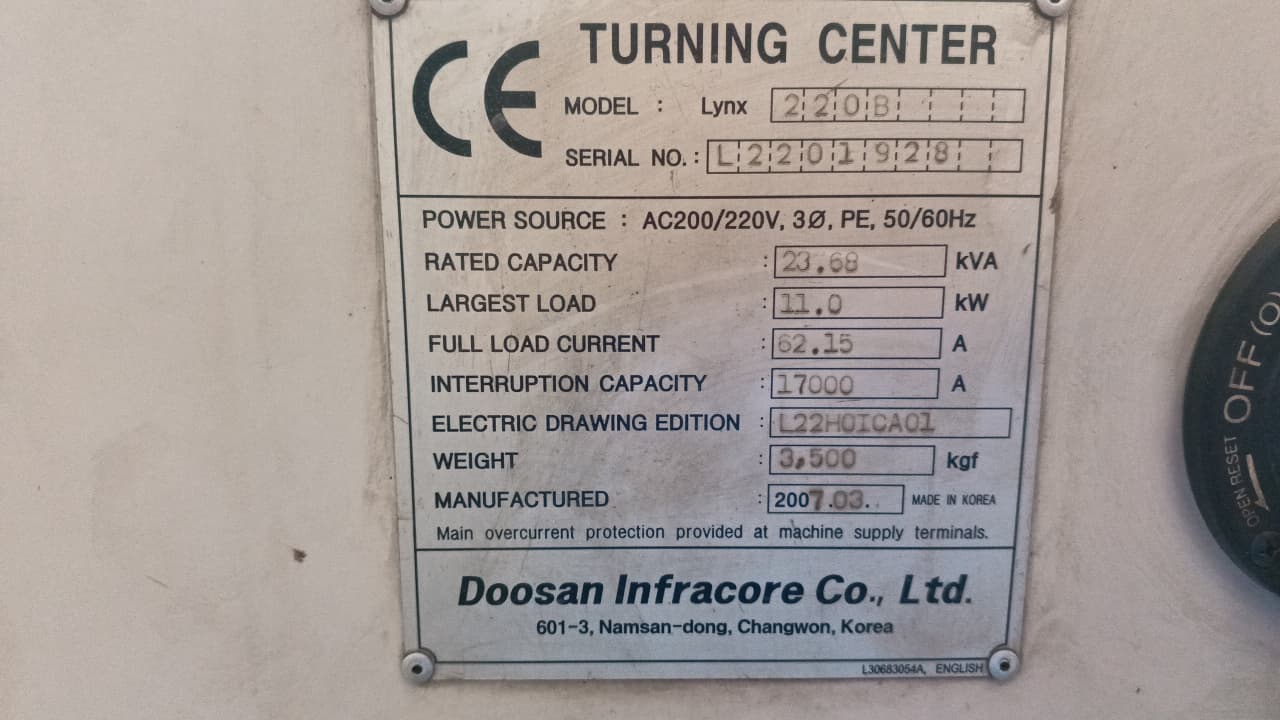 CE
TURNING CENTER
MODEL : Lynx 220B
SERIAL NO. : L2201928
POWER SOURCE : AC200/220V, 3Ø, PE, 50/60Hz
RATED CAPACITY : 23.68 kVA
LARGEST LOAD : 11.0 kW
FULL LOAD CURRENT : 62.15 A
INTERRUPTION CAPACITY : 17000 A
ELECTRIC DRAWING EDITION : L22HOICA01
WEIGHT : 3,500 kgf
MANUFACTURED : 2007.03. MADE IN KOREA
Main overcurrent protection provided at machine supply terminals.
Doosan Infracore Co., Ltd.
601-3, Namsan-dong, Changwon, Korea
L30683054A, ENGLISH
OFF (O)
OPEN RESET